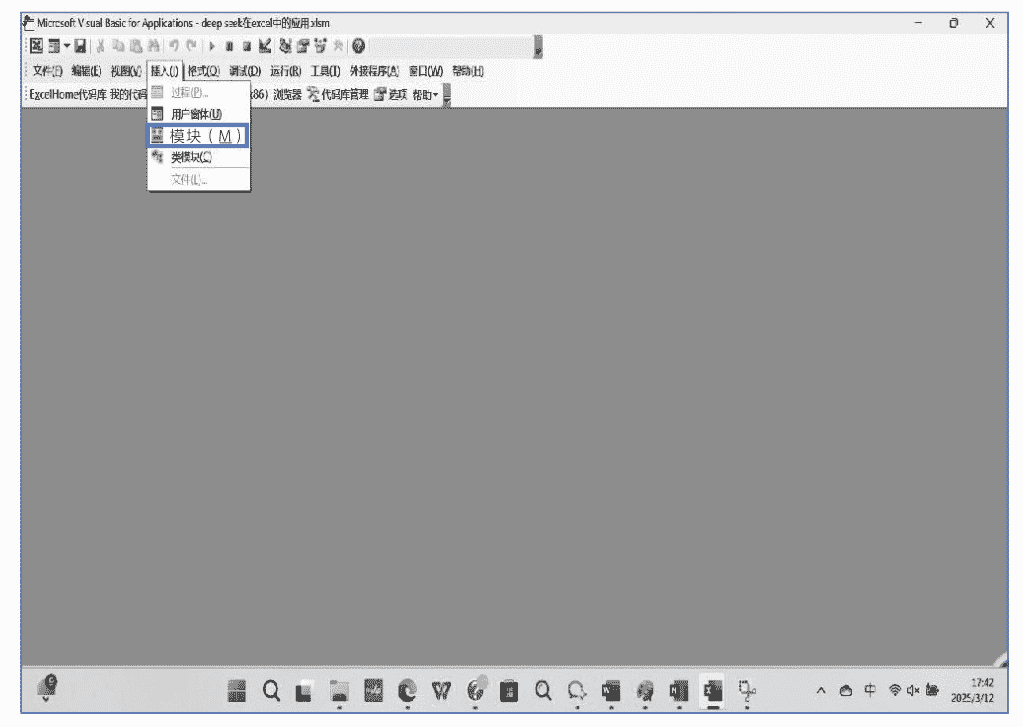 Microsoft Visual Basic for Applications - deep seek在excel中的应用.xlsm
文件(F) 编辑(E) 视图(V) 插入(I) 格式(O) 调试(D) 运行(R) 工具(T) 外接程序(A) 窗口(W) 帮助(H)
ExcelHome代码库 我的代码 x86) 浏览器 代码库管理 选项 帮助
过程(P)...
用户窗体(U)
模块（M）
类模块(C)
文件(L)...
中
17:42
2025/3/12